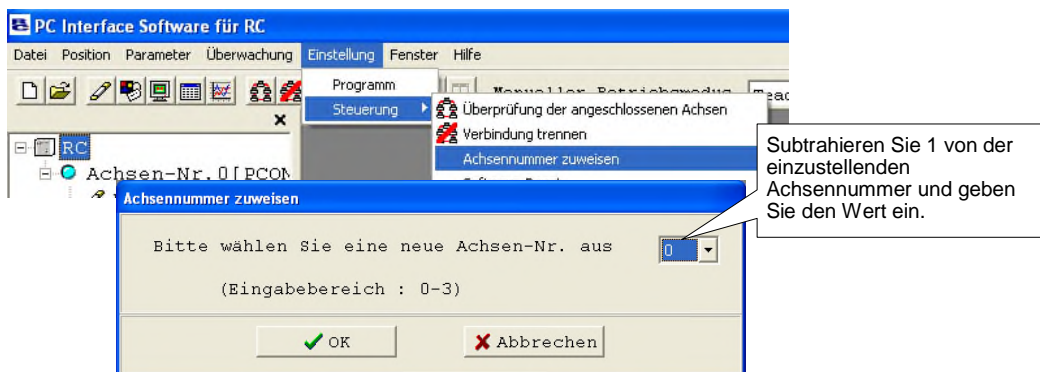 PC Interface Software für RC
Datei Position Parameter Überwachung Einstellung Fenster Hilfe
Programm
Manueller Betriebsmodus
Steuerung
Überprüfung der angeschlossenen Achsen
Verbindung trennen
Achsennummer zuweisen
RC
Achsen-Nr.0[PCON
Subtrahieren Sie 1 von der
einzustellenden
Achsennummer und geben
Sie den Wert ein.
Achsennummer zuweisen
Bitte wählen Sie eine neue Achsen-Nr. aus
0
(Eingabebereich : 0-3)
OK
Abbrechen